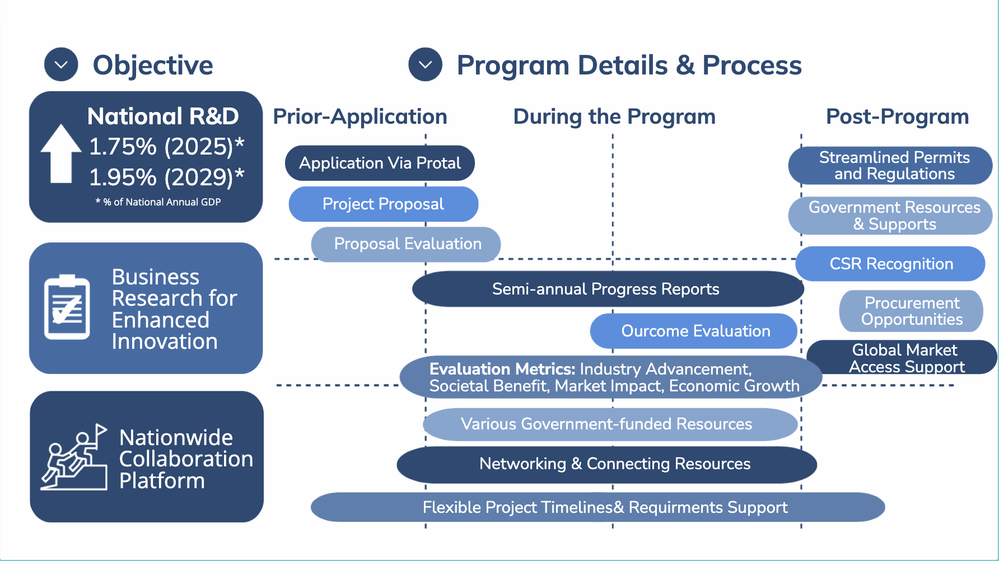 Objective
National R&D
1.75% (2025)*
1.95% (2029)*
* % of National Annual GDP
Business
Research for
Enhanced
Innovation
Nationwide
Collaboration
Platform
Program Details & Process
Prior-Application
During the Program
Post-Program
Application Via Protal
Project Proposal
Proposal Evaluation
Semi-annual Progress Reports
Ourcome Evaluation
Evaluation Metrics: Industry Advancement,
Societal Benefit, Market Impact, Economic Growth
Various Government-funded Resources
Networking & Connecting Resources
Flexible Project Timelines& Requirments Support
Streamlined Permits
and Regulations
Government Resources
& Supports
CSR Recognition
Procurement
Opportunities
Global Market
Access Support